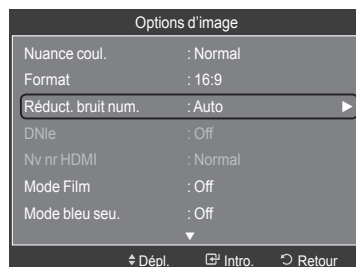 Options d'image
Nuance coul. : Normal
Format : 16:9
Réduct. bruit num. : Auto ►
DNIe : Off
Nv nr HDMI : Normal
Mode Film : Off
Mode bleu seu. : Off
▼
Dépl. Intro. Retour